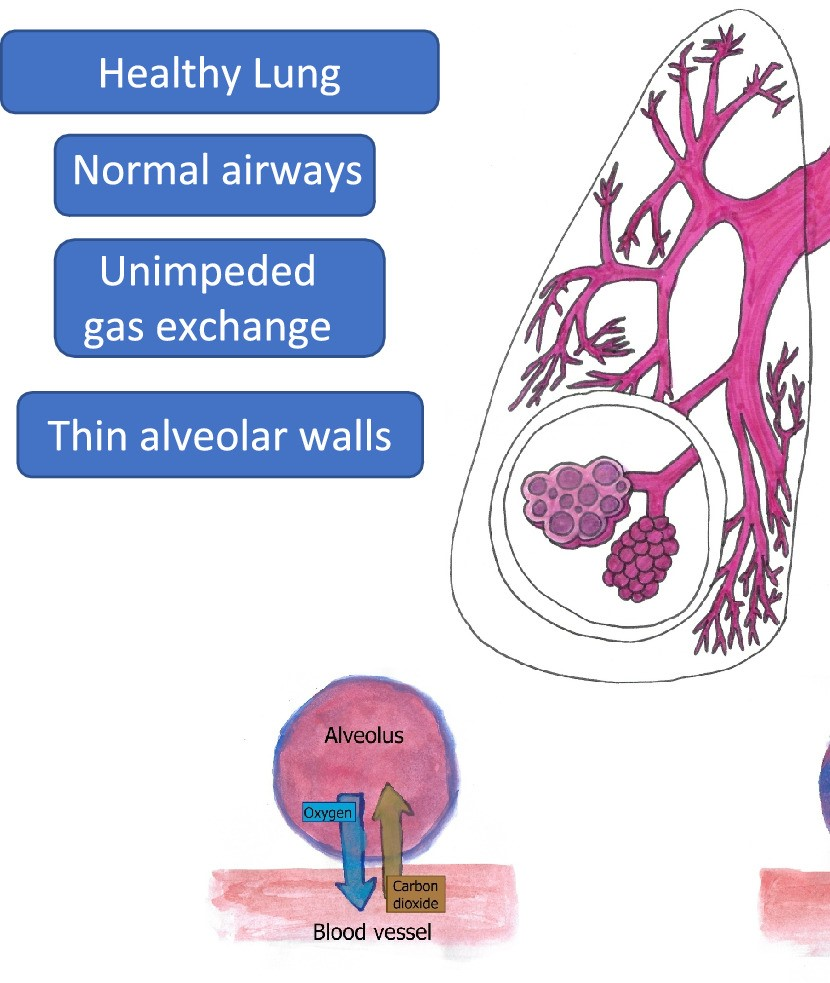 Healthy Lung
Normal airways
Unimpeded
gas exchange
Thin alveolar walls
Alveolus
Oxygen
Carbon
dioxide
Blood vessel